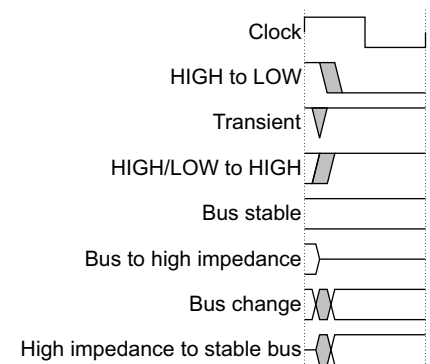 Clock
HIGH to LOW
Transient
HIGH/LOW to HIGH
Bus stable
Bus to high impedance
Bus change
High impedance to stable bus